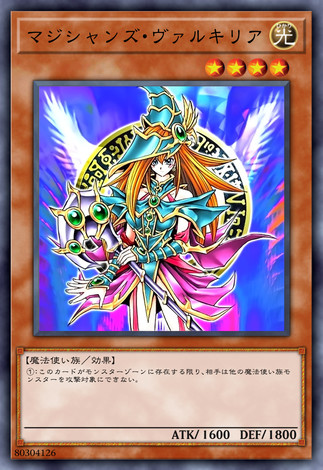 マジシャンズ・ヴァルキリア
光
【魔法使い族／効果】
①：このカードがモンスターゾーンに存在する限り、相手は他の魔法使い族モ
ンスターを攻撃対象にできない。
ATK/ 1600 DEF/1800
80304126